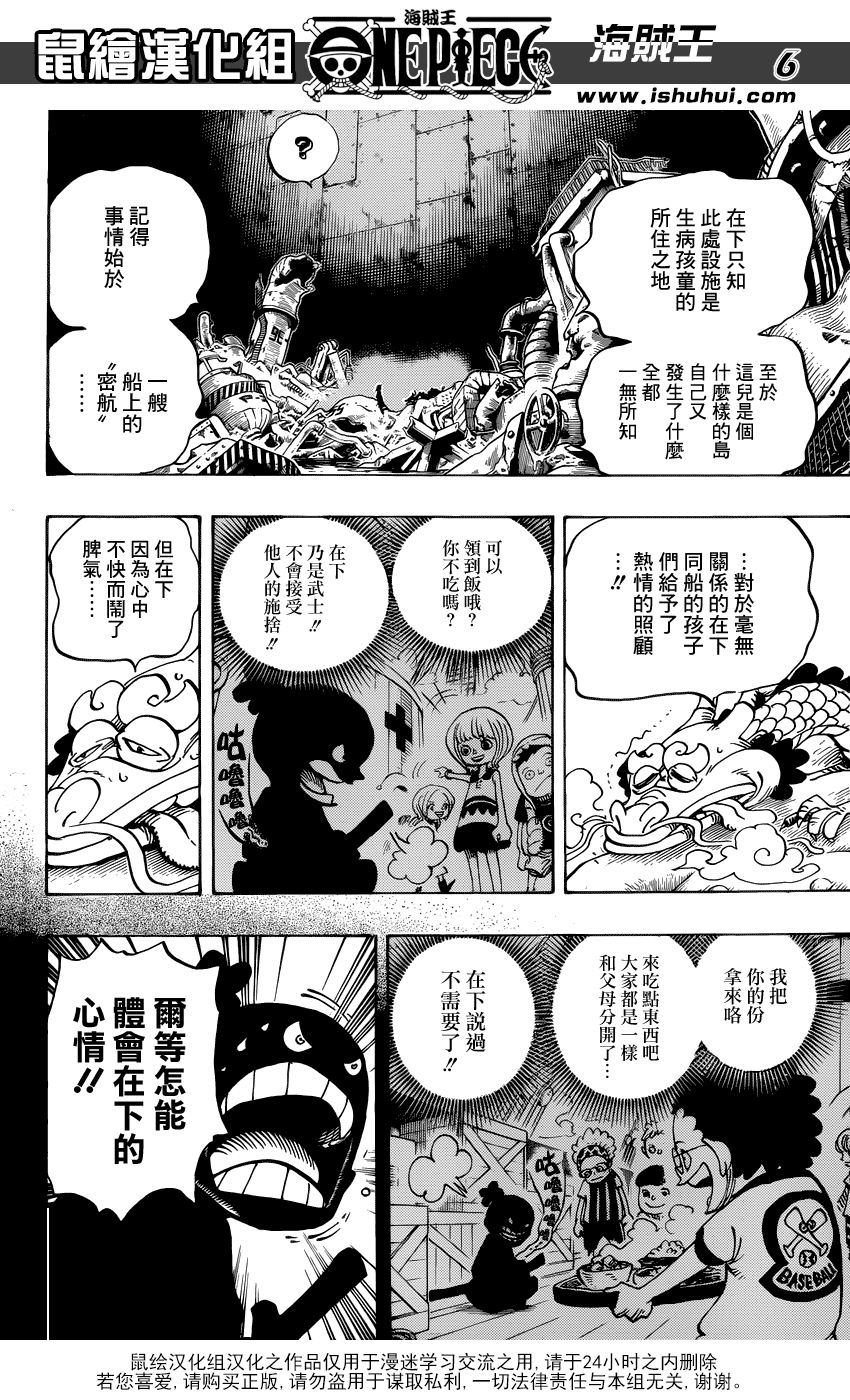 鼠繪漢化組
海賊王
ONE PIECE
海賊王
6
www.ishuhui.com
在下只知
此處設施是
生病孩童的
所住之地
至於
這兒是個
什麼樣的島
自己又
發生了什麼
全都
一無所知
?
記得
事情始於
一艘
船上的
〝密航〞
……
…對於毫無
關係的在下
同船的孩子
們給予了
熱情的照顧
…!!
可以
領到飯哦?
你不吃嗎?
在下
乃是武士!!
不會接受
他人的施捨!!
咕嚕嚕嚕
但在下
因為心中
不快而鬧了
脾氣……
我把
你的份
拿來咯
來吃點東西吧
大家都是一樣
和父母分開了…
在下說過
不需要了!!
咕嚕嚕嚕嚕
BASEBALL
爾等怎能
體會在下的
心情!!
鼠绘汉化组汉化之作品仅用于漫迷学习交流之用, 请于24小时之内删除
若您喜爱, 请购买正版, 请勿盗用于谋取私利, 一切法律责任与本组无关, 谢谢。